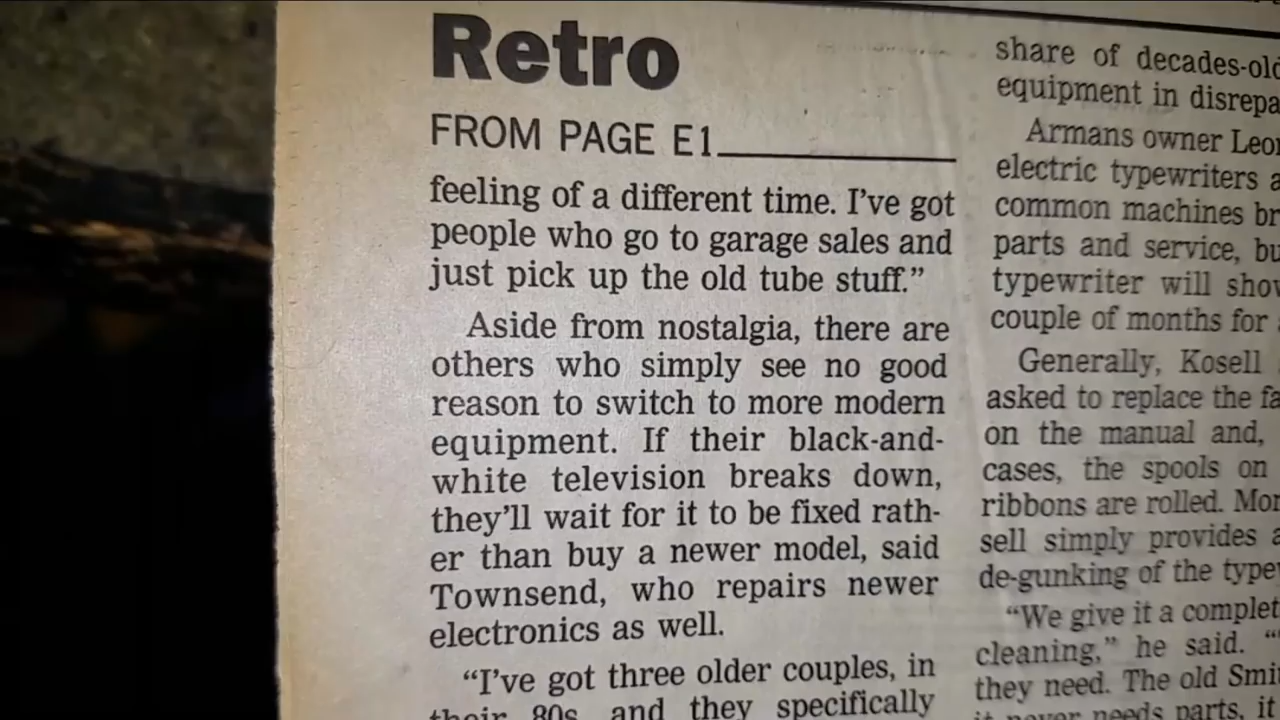 Retro
FROM PAGE E1
feeling of a different time. I've got
people who go to garage sales and
just pick up the old tube stuff.”
Aside from nostalgia, there are
others who simply see no good
reason to switch to more modern
equipment. If their black-and-
white television breaks down,
they'll wait for it to be fixed rath-
er than buy a newer model, said
Townsend, who repairs newer
electronics as well.
“I've got three older couples, in
their 80s, and they specifically
share of decades-old
equipment in disrepa
Armans owner Leo
electric typewriters a
common machines br
parts and service, bu
typewriter will show
couple of months for
Generally, Kosell
asked to replace the fa
on the manual and,
cases, the spools on
ribbons are rolled. Mor
sell simply provides a
de-gunking of the type
“We give it a complet
cleaning,” he said. “
they need. The old Smi
it never needs parts, it